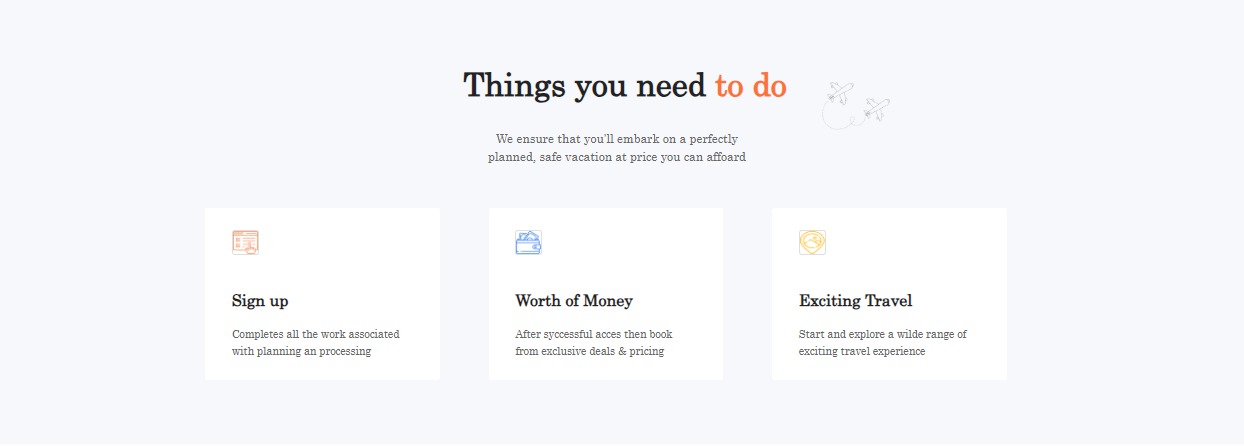 Things you need to do
We ensure that you'll embark on a perfectly
planned, safe vacation at price you can affoard
Sign up
Completes all the work associated
with planning an processing
Worth of Money
After syccessful acces then book
from exclusive deals & pricing
Exciting Travel
Start and explore a wilde range of
exciting travel experience